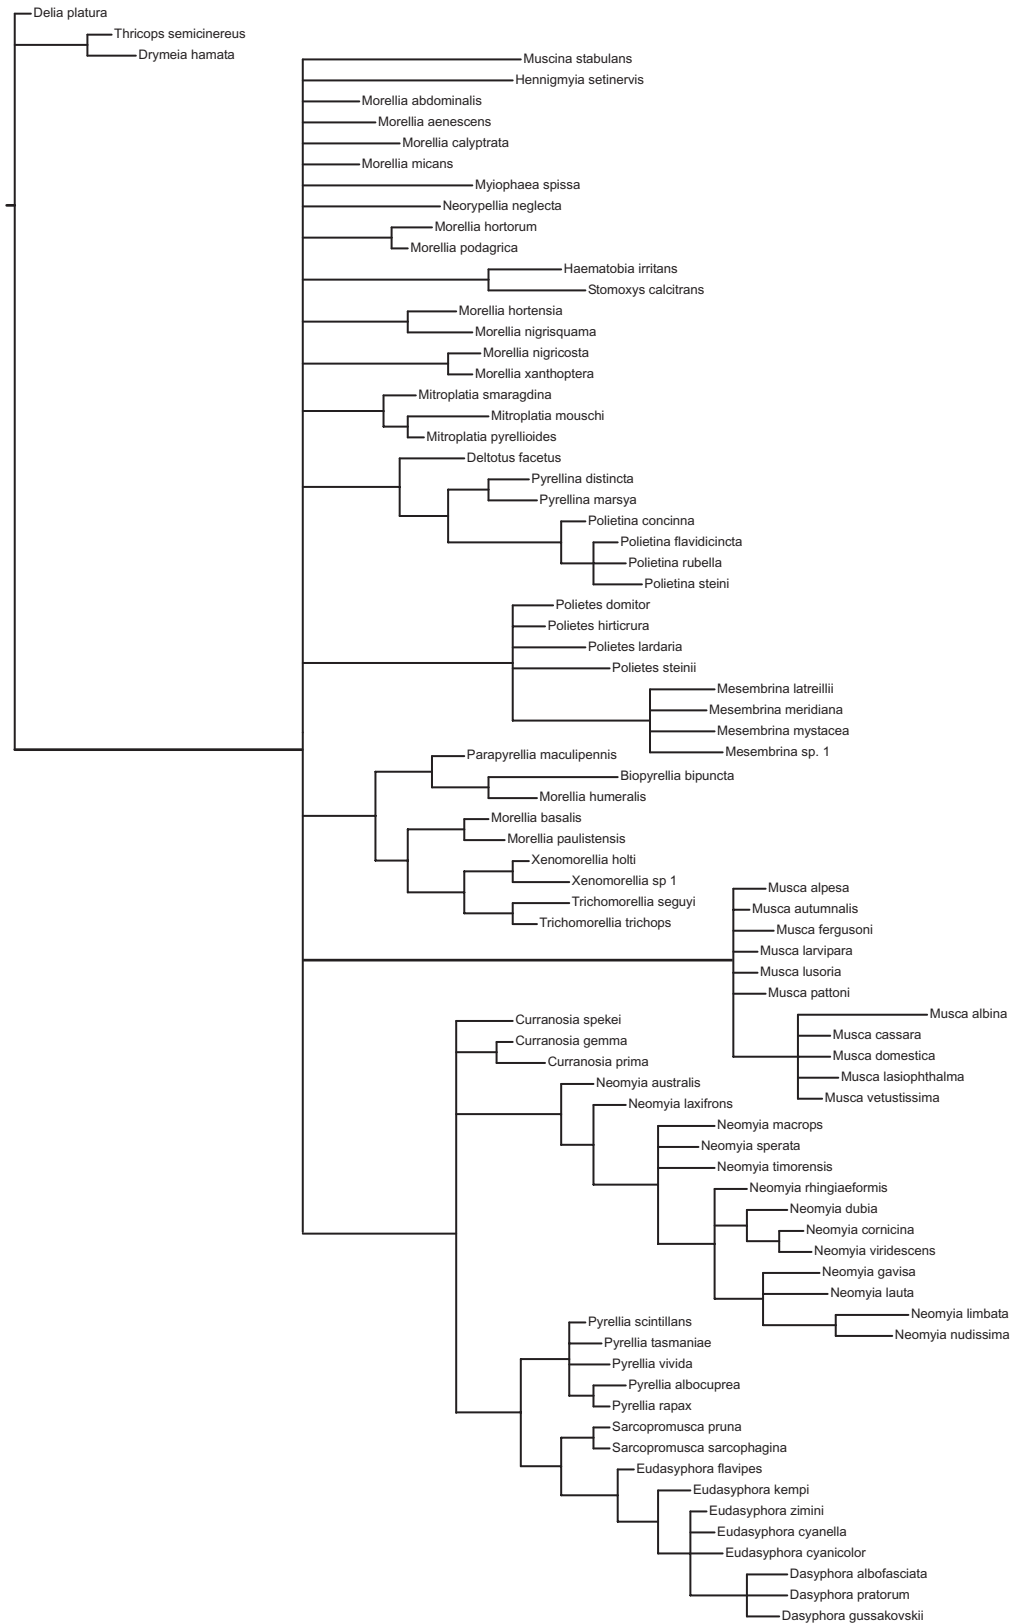 Delia platura
Thricops semicinereus
Drymeia hamata
Muscina stabulans
Hennigmyia setinervis
Morellia abdominalis
Morellia aenescens
Morellia calyptrata
Morellia micans
Myiophaea spissa
Neorypellia neglecta
Morellia hortorum
Morellia podagrica
Haematobia irritans
Stomoxys calcitrans
Morellia hortensia
Morellia nigrisquama
Morellia nigricosta
Morellia xanthoptera
Mitroplatia smaragdina
Mitroplatia mouschi
Mitroplatia pyrellioides
Deltotus facetus
Pyrellina distincta
Pyrellina marsya
Polietina concinna
Polietina flavidicincta
Polietina rubella
Polietina steini
Polietes domitor
Polietes hirticrura
Polietes lardaria
Polietes steinii
Mesembrina latreillii
Mesembrina meridiana
Mesembrina mystacea
Mesembrina sp. 1
Parapyrellia maculipennis
Biopyrellia bipuncta
Morellia humeralis
Morellia basalis
Morellia paulistensis
Xenomorellia holti
Xenomorellia sp 1
Trichomorellia seguyi
Trichomorellia trichops
Musca alpesa
Musca autumnalis
Musca fergusoni
Musca larvipara
Musca lusoria
Musca pattoni
Musca albina
Musca cassara
Musca domestica
Musca lasiophthalma
Musca vetustissima
Curranosia spekei
Curranosia gemma
Curranosia prima
Neomyia australis
Neomyia laxifrons
Neomyia macrops
Neomyia sperata
Neomyia timorensis
Neomyia rhingiaeformis
Neomyia dubia
Neomyia cornicina
Neomyia viridescens
Neomyia gavisa
Neomyia lauta
Neomyia limbata
Neomyia nudissima
Pyrellia scintillans
Pyrellia tasmaniae
Pyrellia vivida
Pyrellia albocuprea
Pyrellia rapax
Sarcopromusca pruna
Sarcopromusca sarcophagina
Eudasyphora flavipes
Eudasyphora kempi
Eudasyphora zimini
Eudasyphora cyanella
Eudasyphora cyanicolor
Dasyphora albofasciata
Dasyphora pratorum
Dasyphora gussakovskii